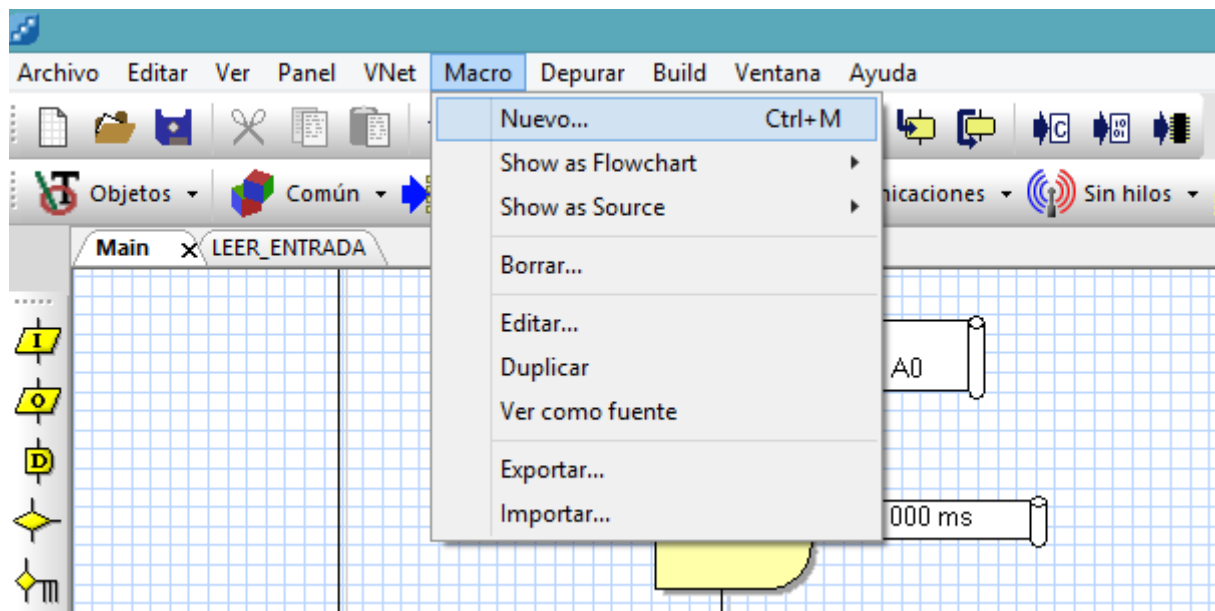 Archivo Editar Ver Panel VNet Macro Depurar Build Ventana Ayuda
Nuevo... Ctrl+M
Show as Flowchart
Show as Source
Borrar...
Editar...
Duplicar
Ver como fuente
Exportar...
Importar...
C
Objetos Común nicaciones Sin hilos
Main x LEER_ENTRADA
I
O
D
A0
000 ms